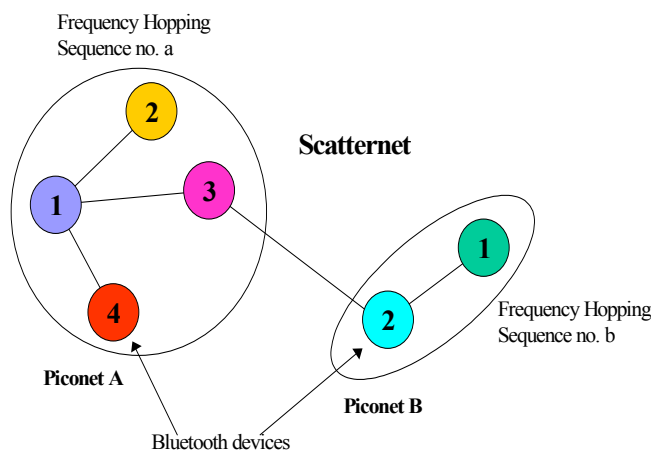 Frequency Hopping
Sequence no. a
2
Scatternet
3
1
1
4
2
Frequency Hopping
Sequence no. b
Piconet A
Piconet B
Bluetooth devices